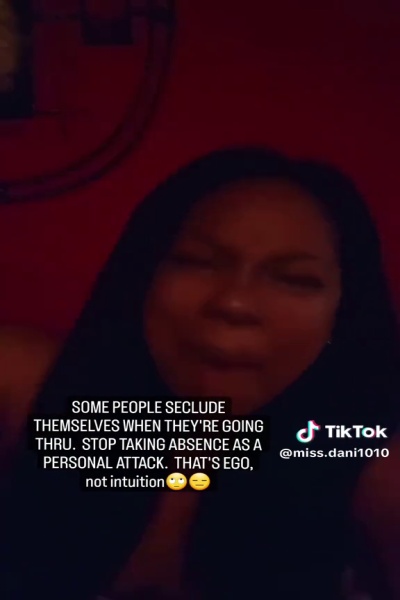 SOME PEOPLE SECLUDE
THEMSELVES WHEN THEY'RE GOING
THRU. STOP TAKING ABSENCE AS A
PERSONAL ATTACK. THAT'S EGO,
not intuition🙄😑
TikTok
@miss.dani1010